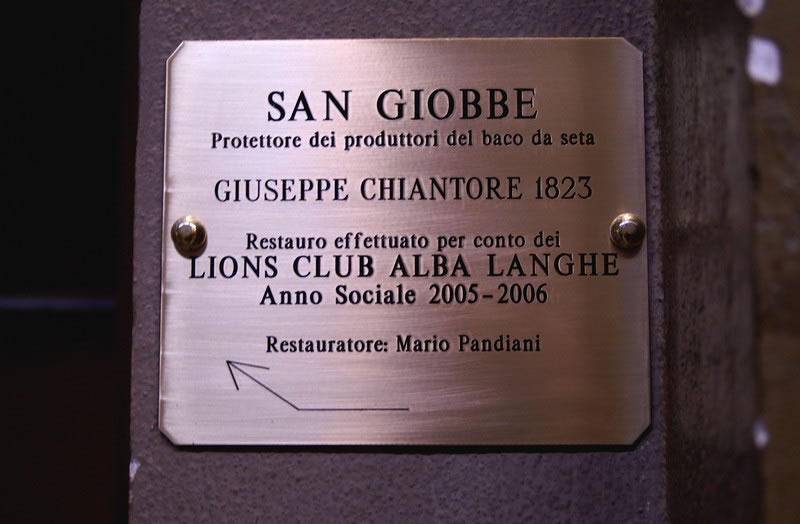 SAN GIOBBE
Protettore dei produttori del baco da seta
GIUSEPPE CHIANTORE 1823
Restauro effettuato per conto dei
LIONS CLUB ALBA LANGHE
Anno Sociale 2005-2006
Restauratore: Mario Pandiani